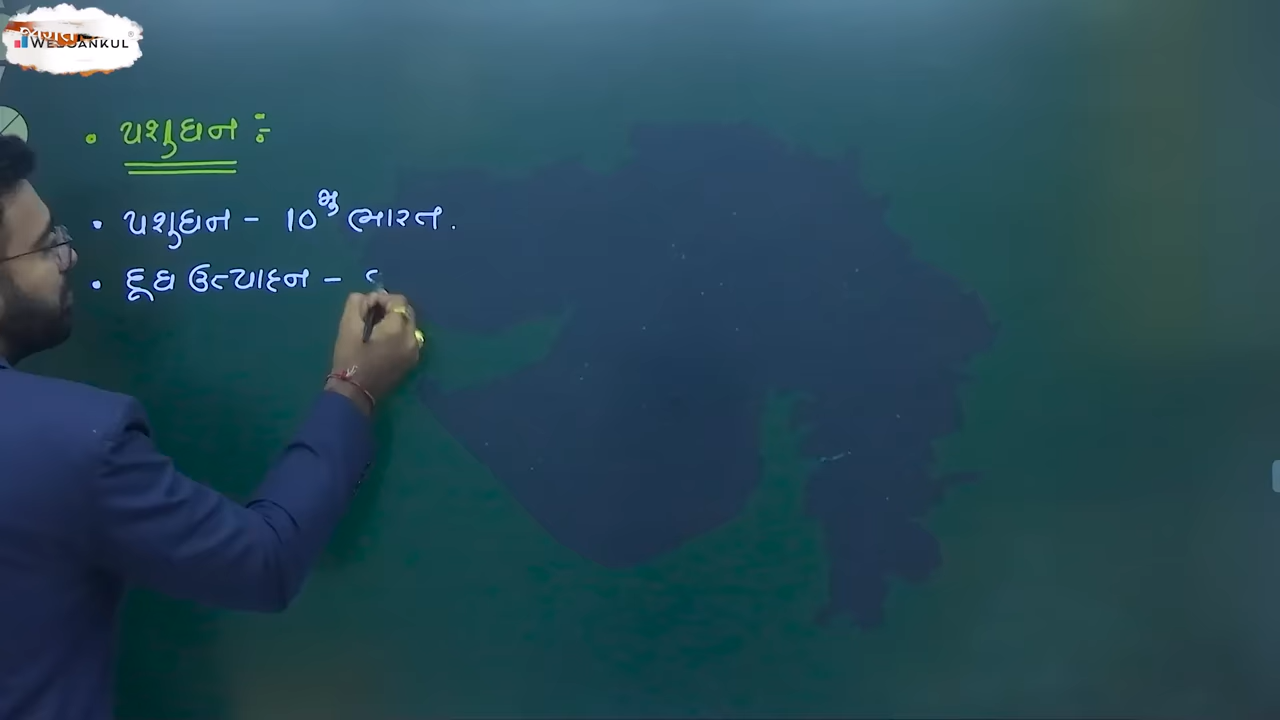 WEBSANKUL
• પશુધન :-
• પશુધન - 10મું ભારત.
• દૂધ ઉત્પાદન -